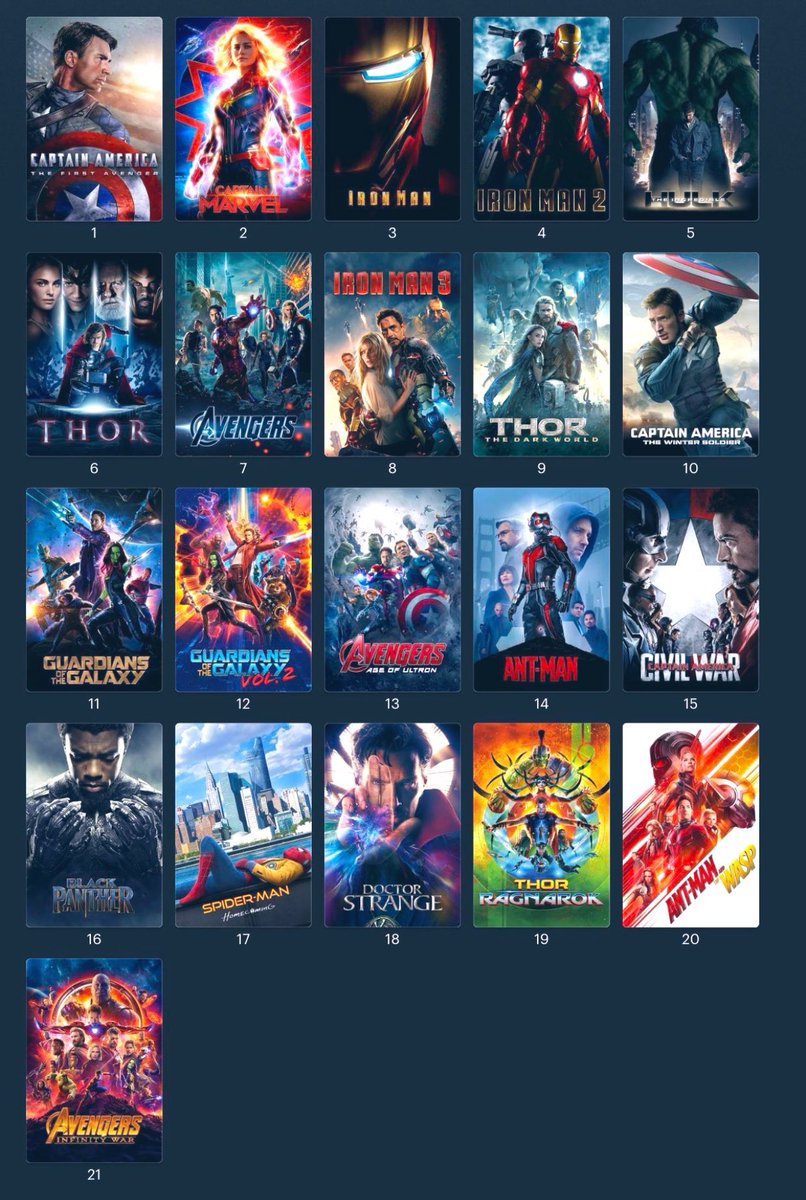 CAPTAIN AMERICA
THE FIRST AVENGER
1
CAPTAIN
MARVEL
2
IRON MAN
3
IRON MAN 2
4
THE INCREDIBLE
HULK
5
THOR
6
AVENGERS
7
IRON MAN 3
8
THOR
THE DARK WORLD
9
CAPTAIN AMERICA
THE WINTER SOLDIER
10
GUARDIANS
OF THE GALAXY
11
GUARDIANS
OF THE GALAXY
VOL. 2
12
AVENGERS
AGE OF ULTRON
13
ANT-MAN
14
CAPTAIN AMERICA
CIVIL WAR
15
BLACK
PANTHER
16
SPIDER-MAN
HOMECOMING
17
DOCTOR
STRANGE
18
THOR
RAGNAROK
19
ANT-MAN
WASP
20
AVENGERS
INFINITY WAR
21